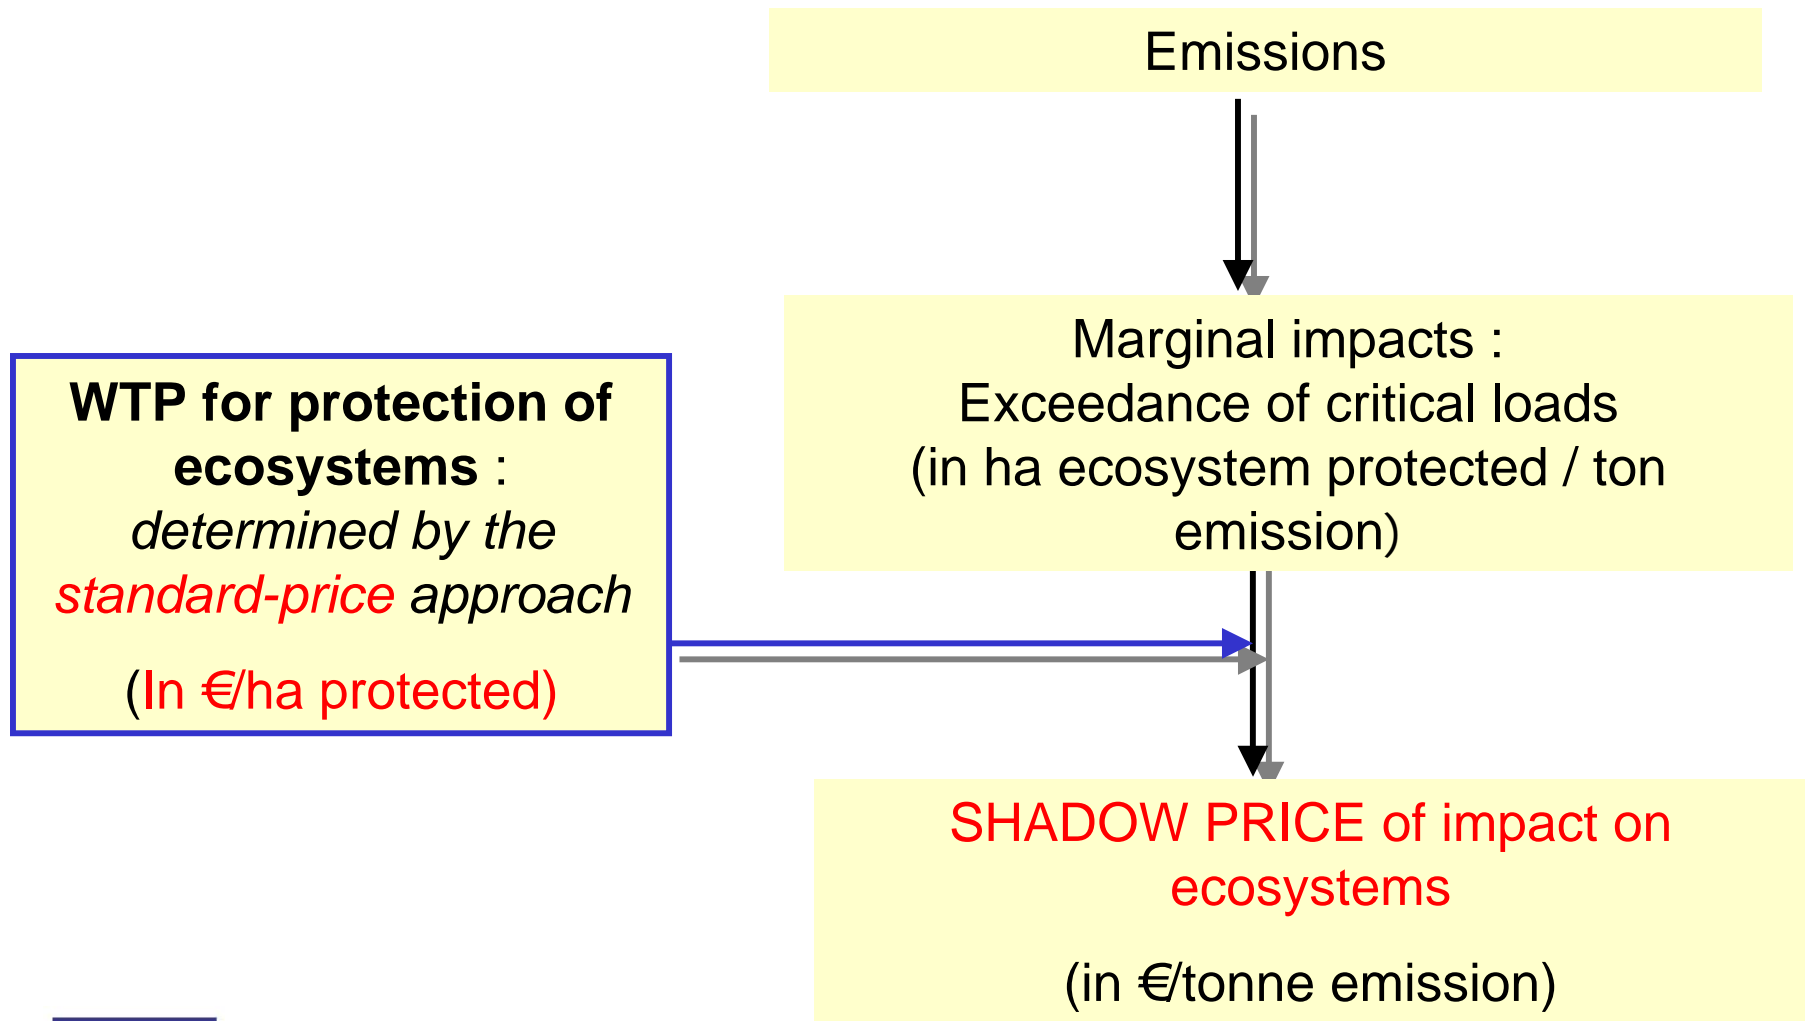 Emissions
Marginal impacts :
Exceedance of critical loads
(in ha ecosystem protected / ton
emission)
WTP for protection of
ecosystems :
determined by the
standard-price approach
(In €/ha protected)
SHADOW PRICE of impact on
ecosystems
(in €/tonne emission)